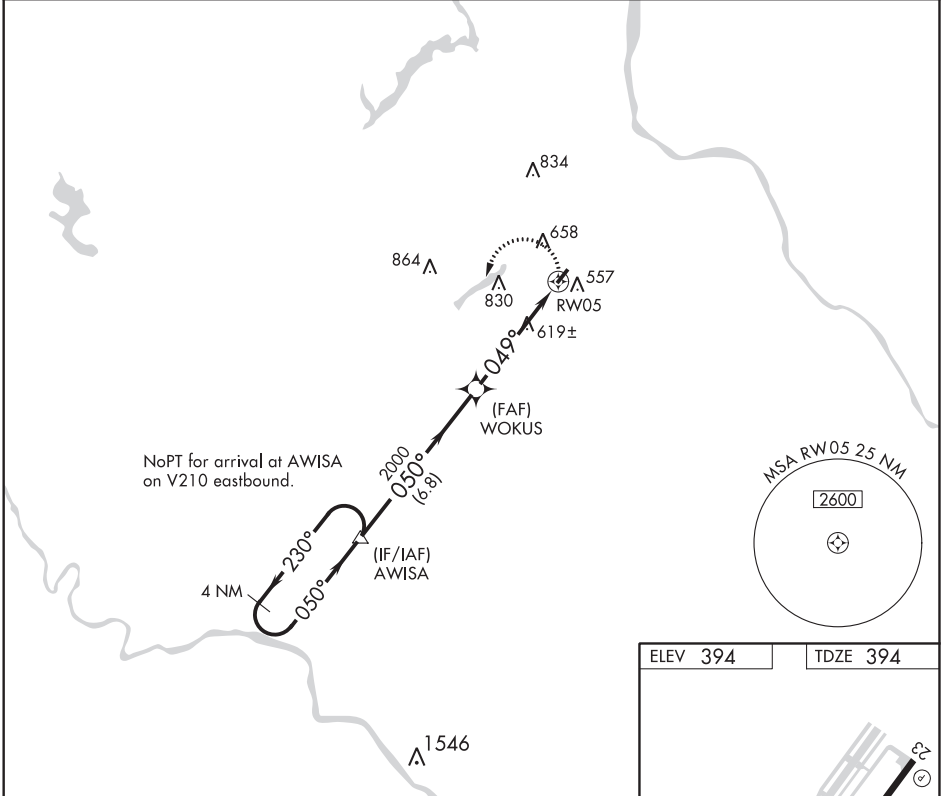 834
658
864
830
557
RW05
619±
049°
(FAF)
WOKUS
2000
050°
(6.8)
NoPT for arrival at AWISA
on V210 eastbound.
MSA RW05 25 NM
2600
230°
(IF/IAF)
AWISA
4 NM
050°
1546
ELEV 394
TDZE 394
23
P